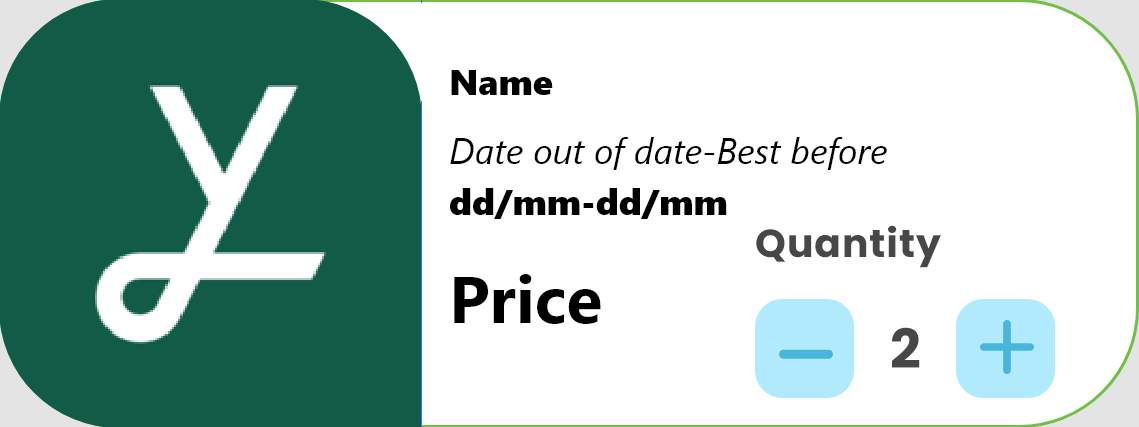 y
Name
Date out of date-Best before
dd/mm-dd/mm
Quantity
Price
2